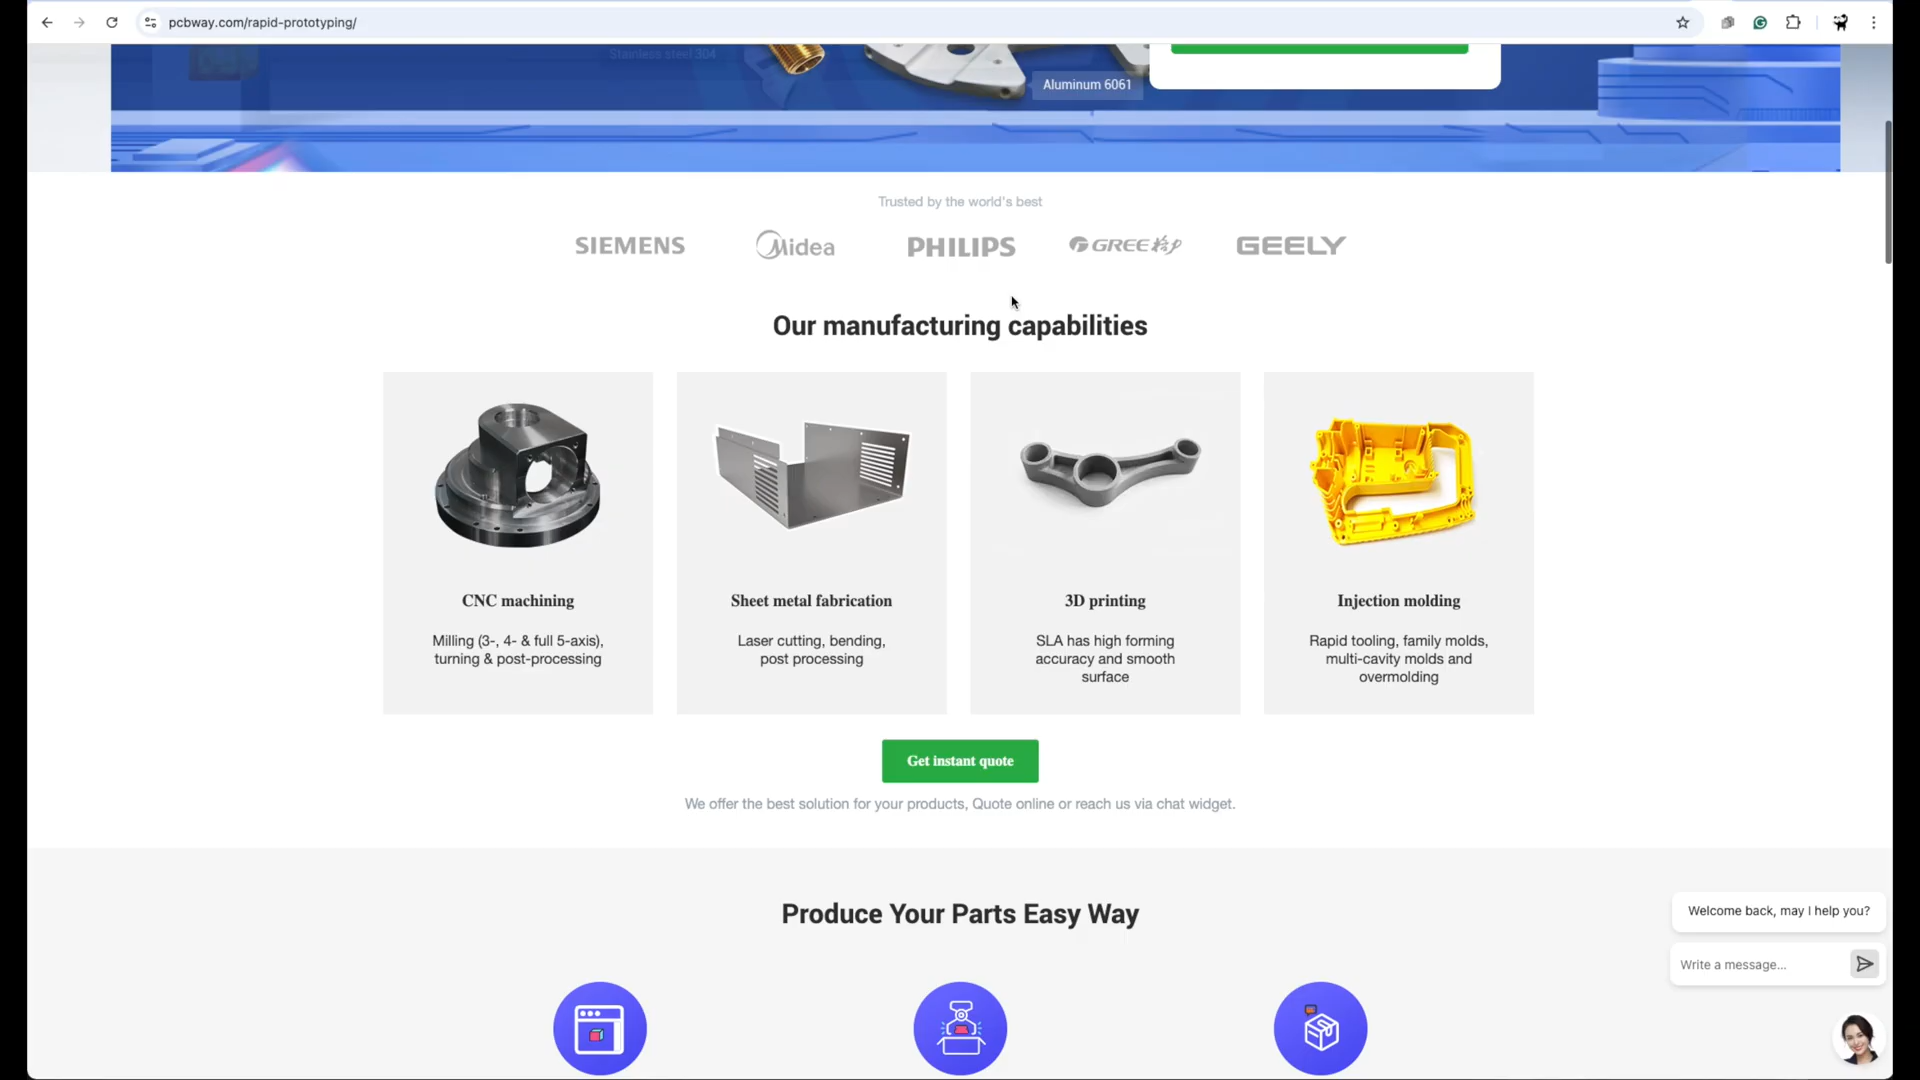 pcbway.com/rapid-prototyping/
Stainless steel 304
Aluminum 6061
Trusted by the world's best
SIEMENS
Midea
PHILIPS
GREE 格力
GEELY
Our manufacturing capabilities
CNC machining
Milling (3-, 4- & full 5-axis),
turning & post-processing
Sheet metal fabrication
Laser cutting, bending,
post processing
3D printing
SLA has high forming
accuracy and smooth
surface
Injection molding
Rapid tooling, family molds,
multi-cavity molds and
overmolding
Get instant quote
We offer the best solution for your products, Quote online or reach us via chat widget.
Produce Your Parts Easy Way
Welcome back, may I help you?
Write a message...